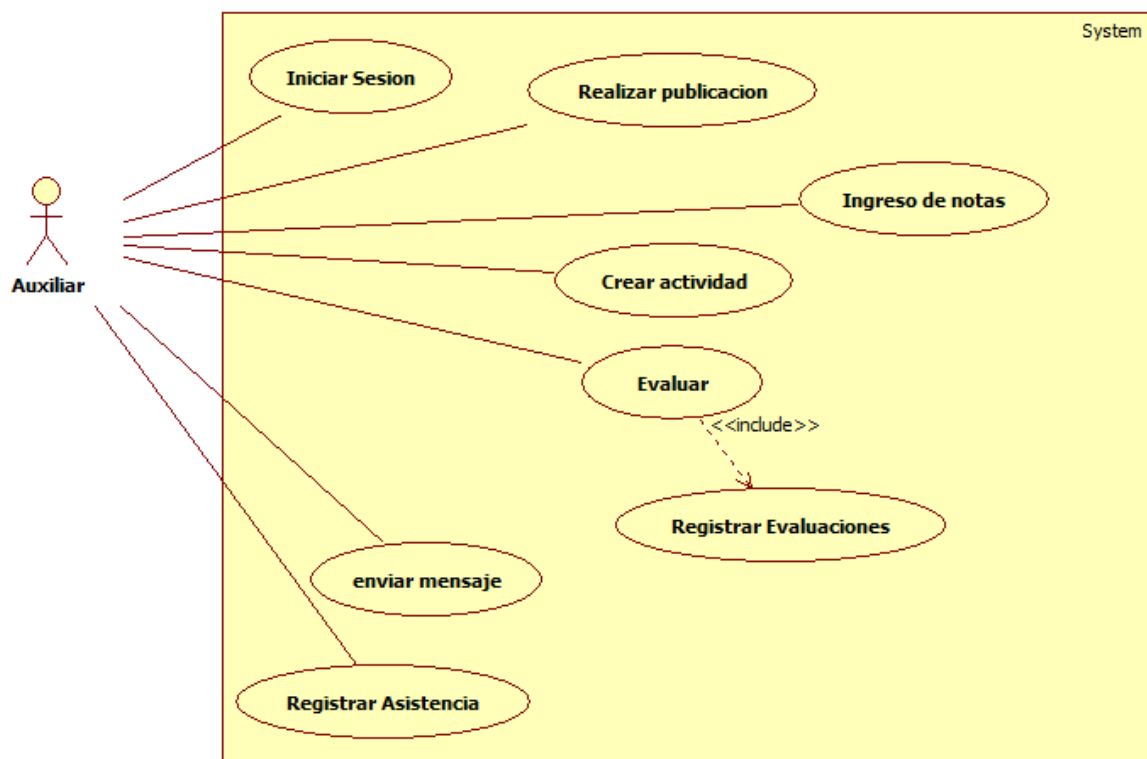 System
Iniciar Sesion
Realizar publicacion
Ingreso de notas
Crear actividad
Auxiliar
Evaluar
<<include>>
Registrar Evaluaciones
enviar mensaje
Registrar Asistencia